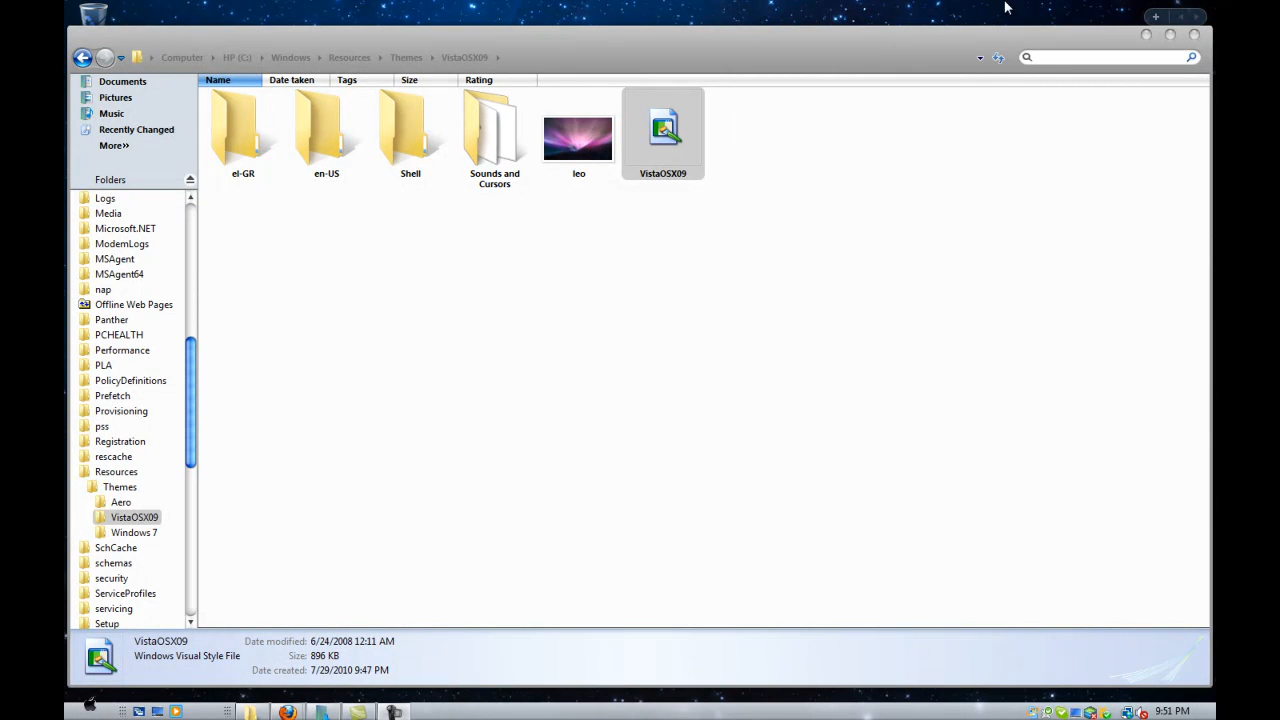 Computer HP (C:) Windows Resources Themes VistaOSX09
Documents
Pictures
Music
Recently Changed
More»
Folders
Logs
Media
Microsoft.NET
ModemLogs
MSAgent
MSAgent64
nap
Offline Web Pages
Panther
PCHEALTH
Performance
PLA
PolicyDefinitions
Prefetch
Provisioning
pss
Registration
rescache
Resources
Themes
Aero
VistaOSX09
Windows 7
SchCache
schemas
security
ServiceProfiles
servicing
Setup
Name Date taken Tags Size Rating
el-GR
en-US
Shell
Sounds and
Cursors
leo
VistaOSX09
VistaOSX09 Date modified: 6/24/2008 12:11 AM
Windows Visual Style File Size: 896 KB
Date created: 7/29/2010 9:47 PM
9:51 PM